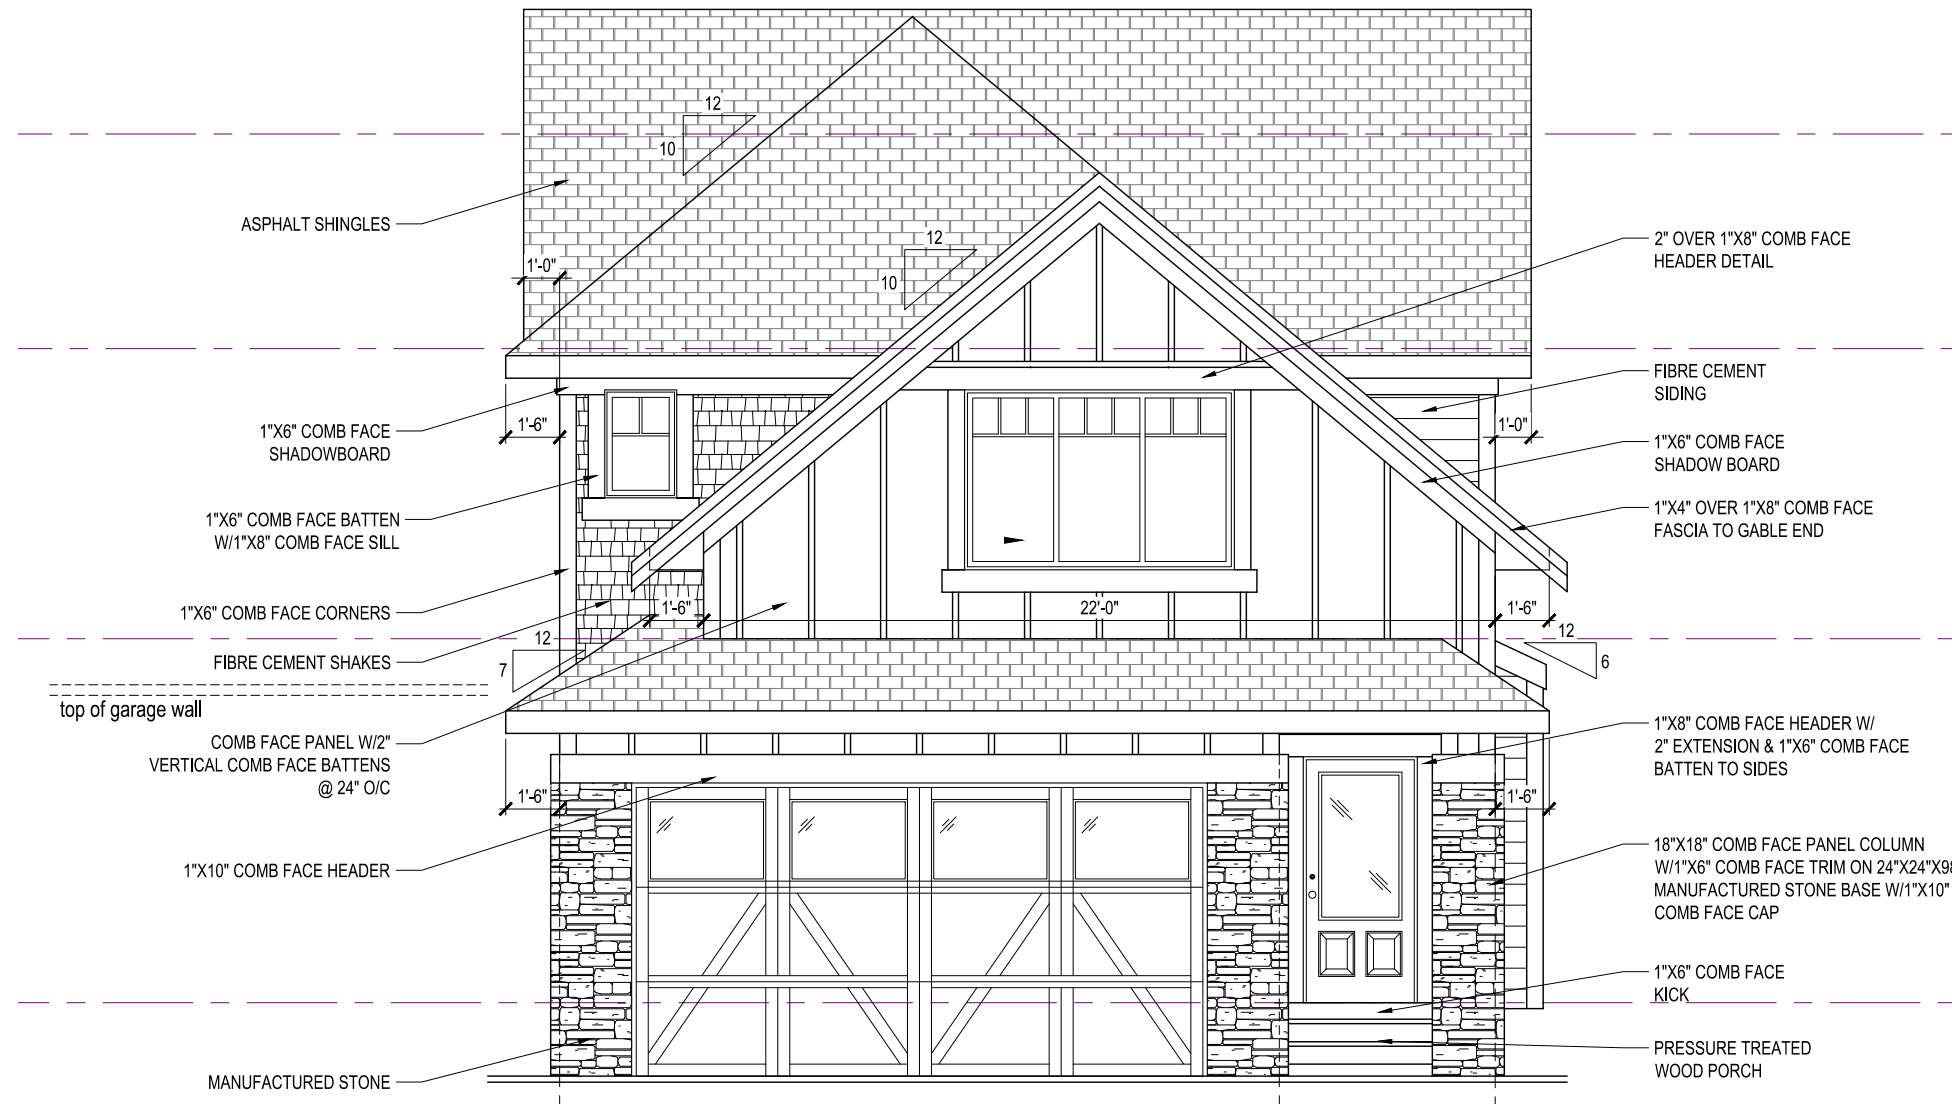 12
10
ASPHALT SHINGLES
12
10
1'-0"
2" OVER 1"X8" COMB FACE
HEADER DETAIL
FIBRE CEMENT
SIDING
1'-6"
1'-0"
1"X6" COMB FACE
SHADOWBOARD
1"X6" COMB FACE
SHADOW BOARD
1"X6" COMB FACE BATTEN
W/1"X8" COMB FACE SILL
1"X4" OVER 1"X8" COMB FACE
FASCIA TO GABLE END
1"X6" COMB FACE CORNERS
1'-6"
22'-0"
1'-6"
FIBRE CEMENT SHAKES
12
7
12
6
top of garage wall
COMB FACE PANEL W/2"
VERTICAL COMB FACE BATTENS
@ 24" O/C
1"X8" COMB FACE HEADER W/
2" EXTENSION & 1"X6" COMB FACE
BATTEN TO SIDES
1'-6"
1'-6"
1"X10" COMB FACE HEADER
18"X18" COMB FACE PANEL COLUMN
W/1"X6" COMB FACE TRIM ON 24"X24"X98
MANUFACTURED STONE BASE W/1"X10"
COMB FACE CAP
1"X6" COMB FACE
KICK
MANUFACTURED STONE
PRESSURE TREATED
WOOD PORCH